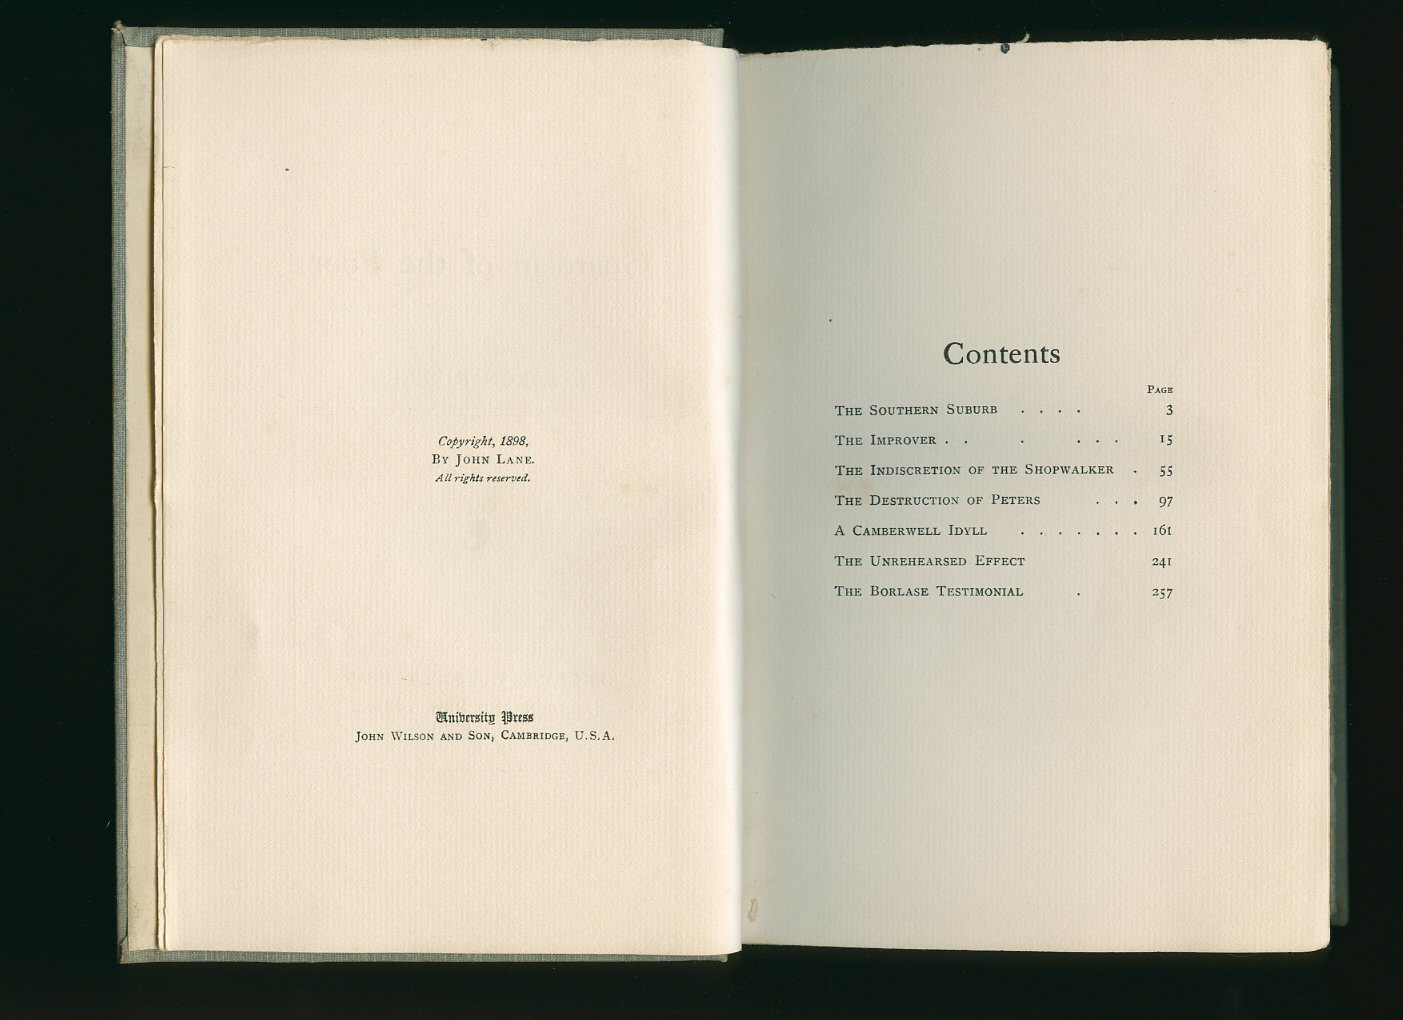 Copyright, 1898,
By John Lane.
All rights reserved.
University Press
John Wilson and Son, Cambridge, U.S.A.
Contents
Page
The Southern Suburb . . . . 3
The Improver . . . . . . 15
The Indiscretion of the Shopwalker . 55
The Destruction of Peters . . . 97
A Camberwell Idyll . . . . . . . 161
The Unrehearsed Effect 241
The Borlase Testimonial . 257